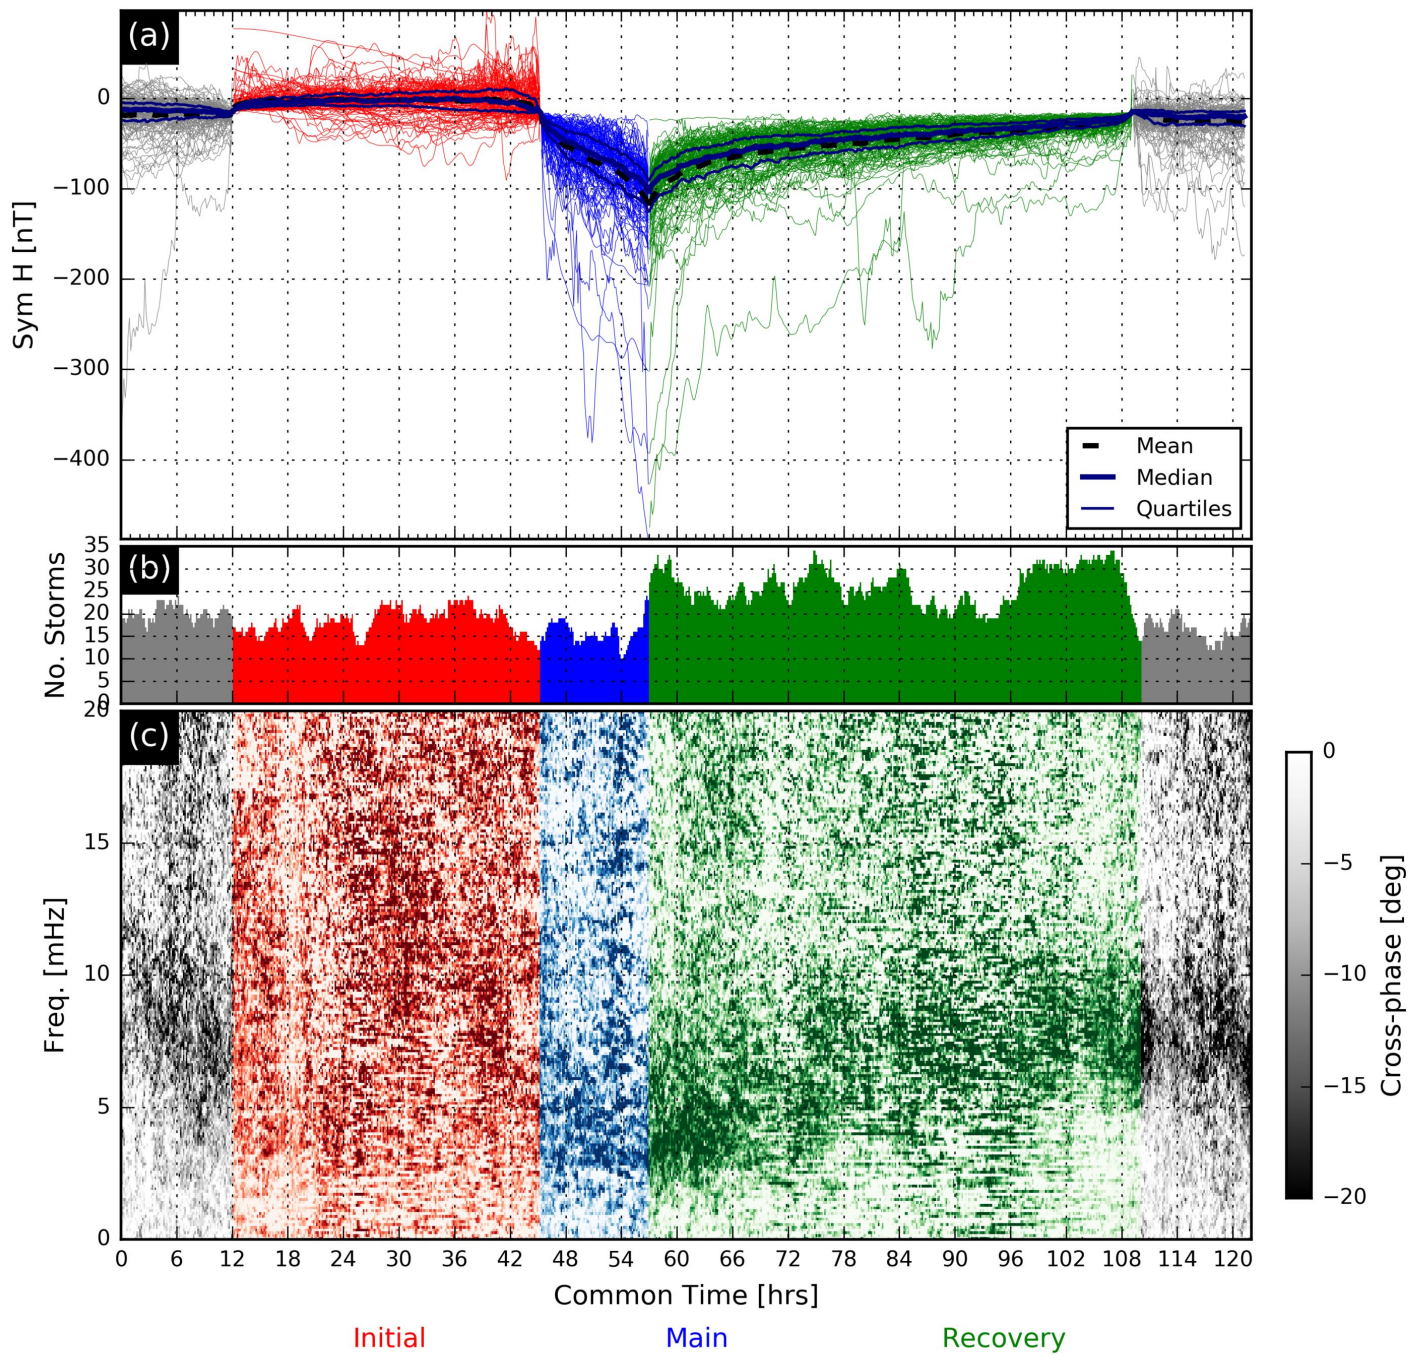 (a)
0
−100
−200
−300
−400
Sym H [nT]
Mean
Median
Quartiles
(b)
35
30
25
20
15
10
5
0
No. Storms
(c)
20
15
10
5
0
Freq. [mHz]
0 6 12 18 24 30 36 42 48 54 60 66 72 78 84 90 96 102 108 114 120
Common Time [hrs]
Initial Main Recovery
0
−5
−10
−15
−20
Cross-phase [deg]